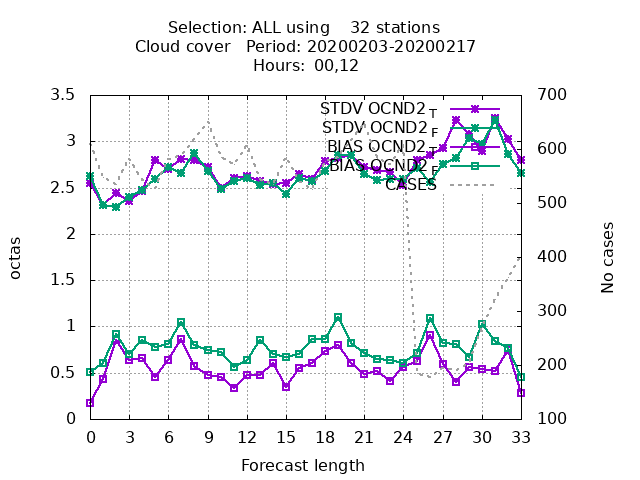 Selection: ALL using 32 stations
Cloud cover Period: 20200203-20200217
Hours: 00,12
STDV OCND2 T
STDV OCND2 F
BIAS OCND2 T
BIAS OCND2 F
CASES
octas
No cases
3.5
3
2.5
2
1.5
1
0.5
0
700
600
500
400
300
200
100
0 3 6 9 12 15 18 21 24 27 30 33
Forecast length